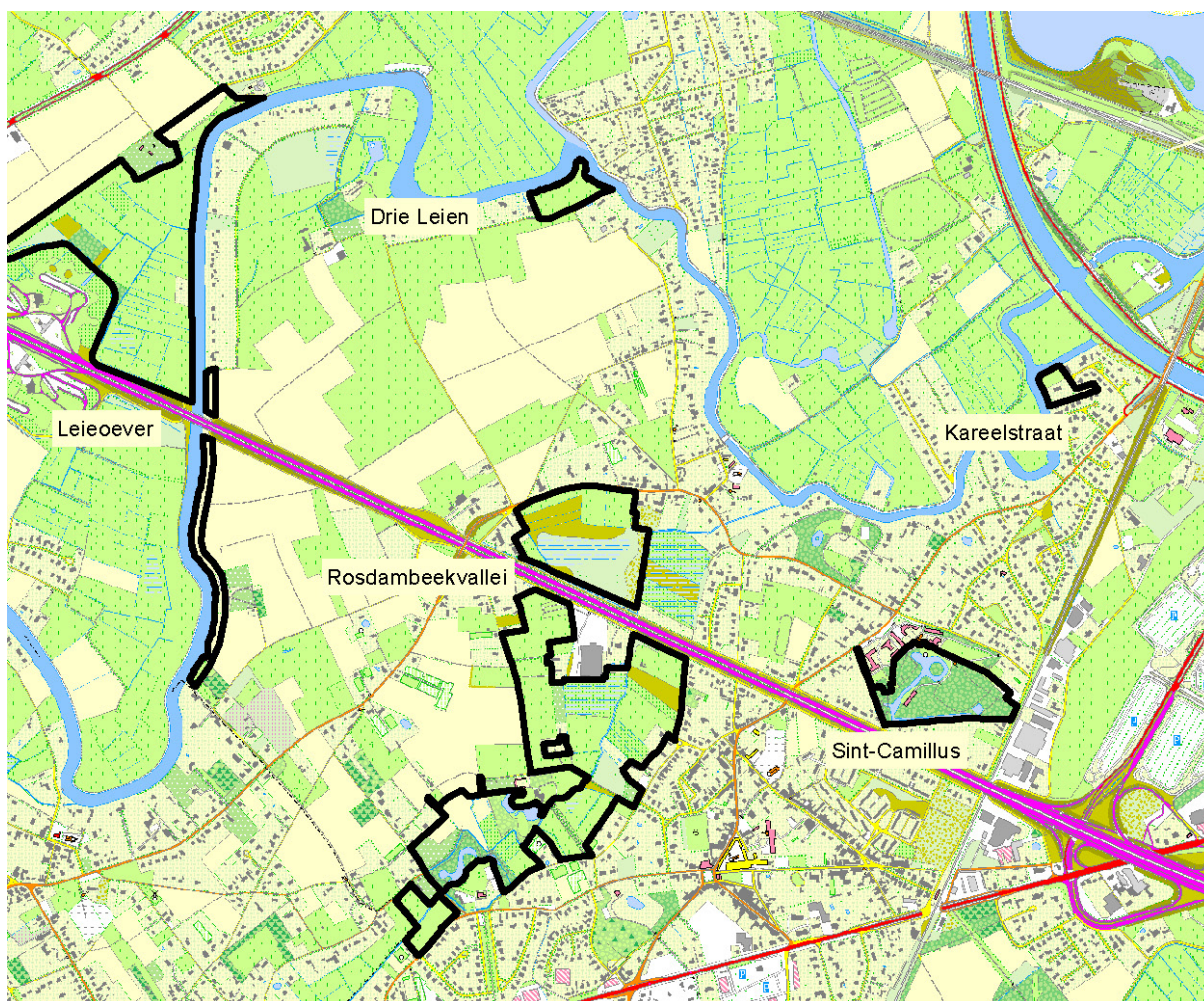 Drie Leien
Leieoever
Kareelstraat
Rosdambeekvallei
Sint-Camillus
P
P
P
P
P